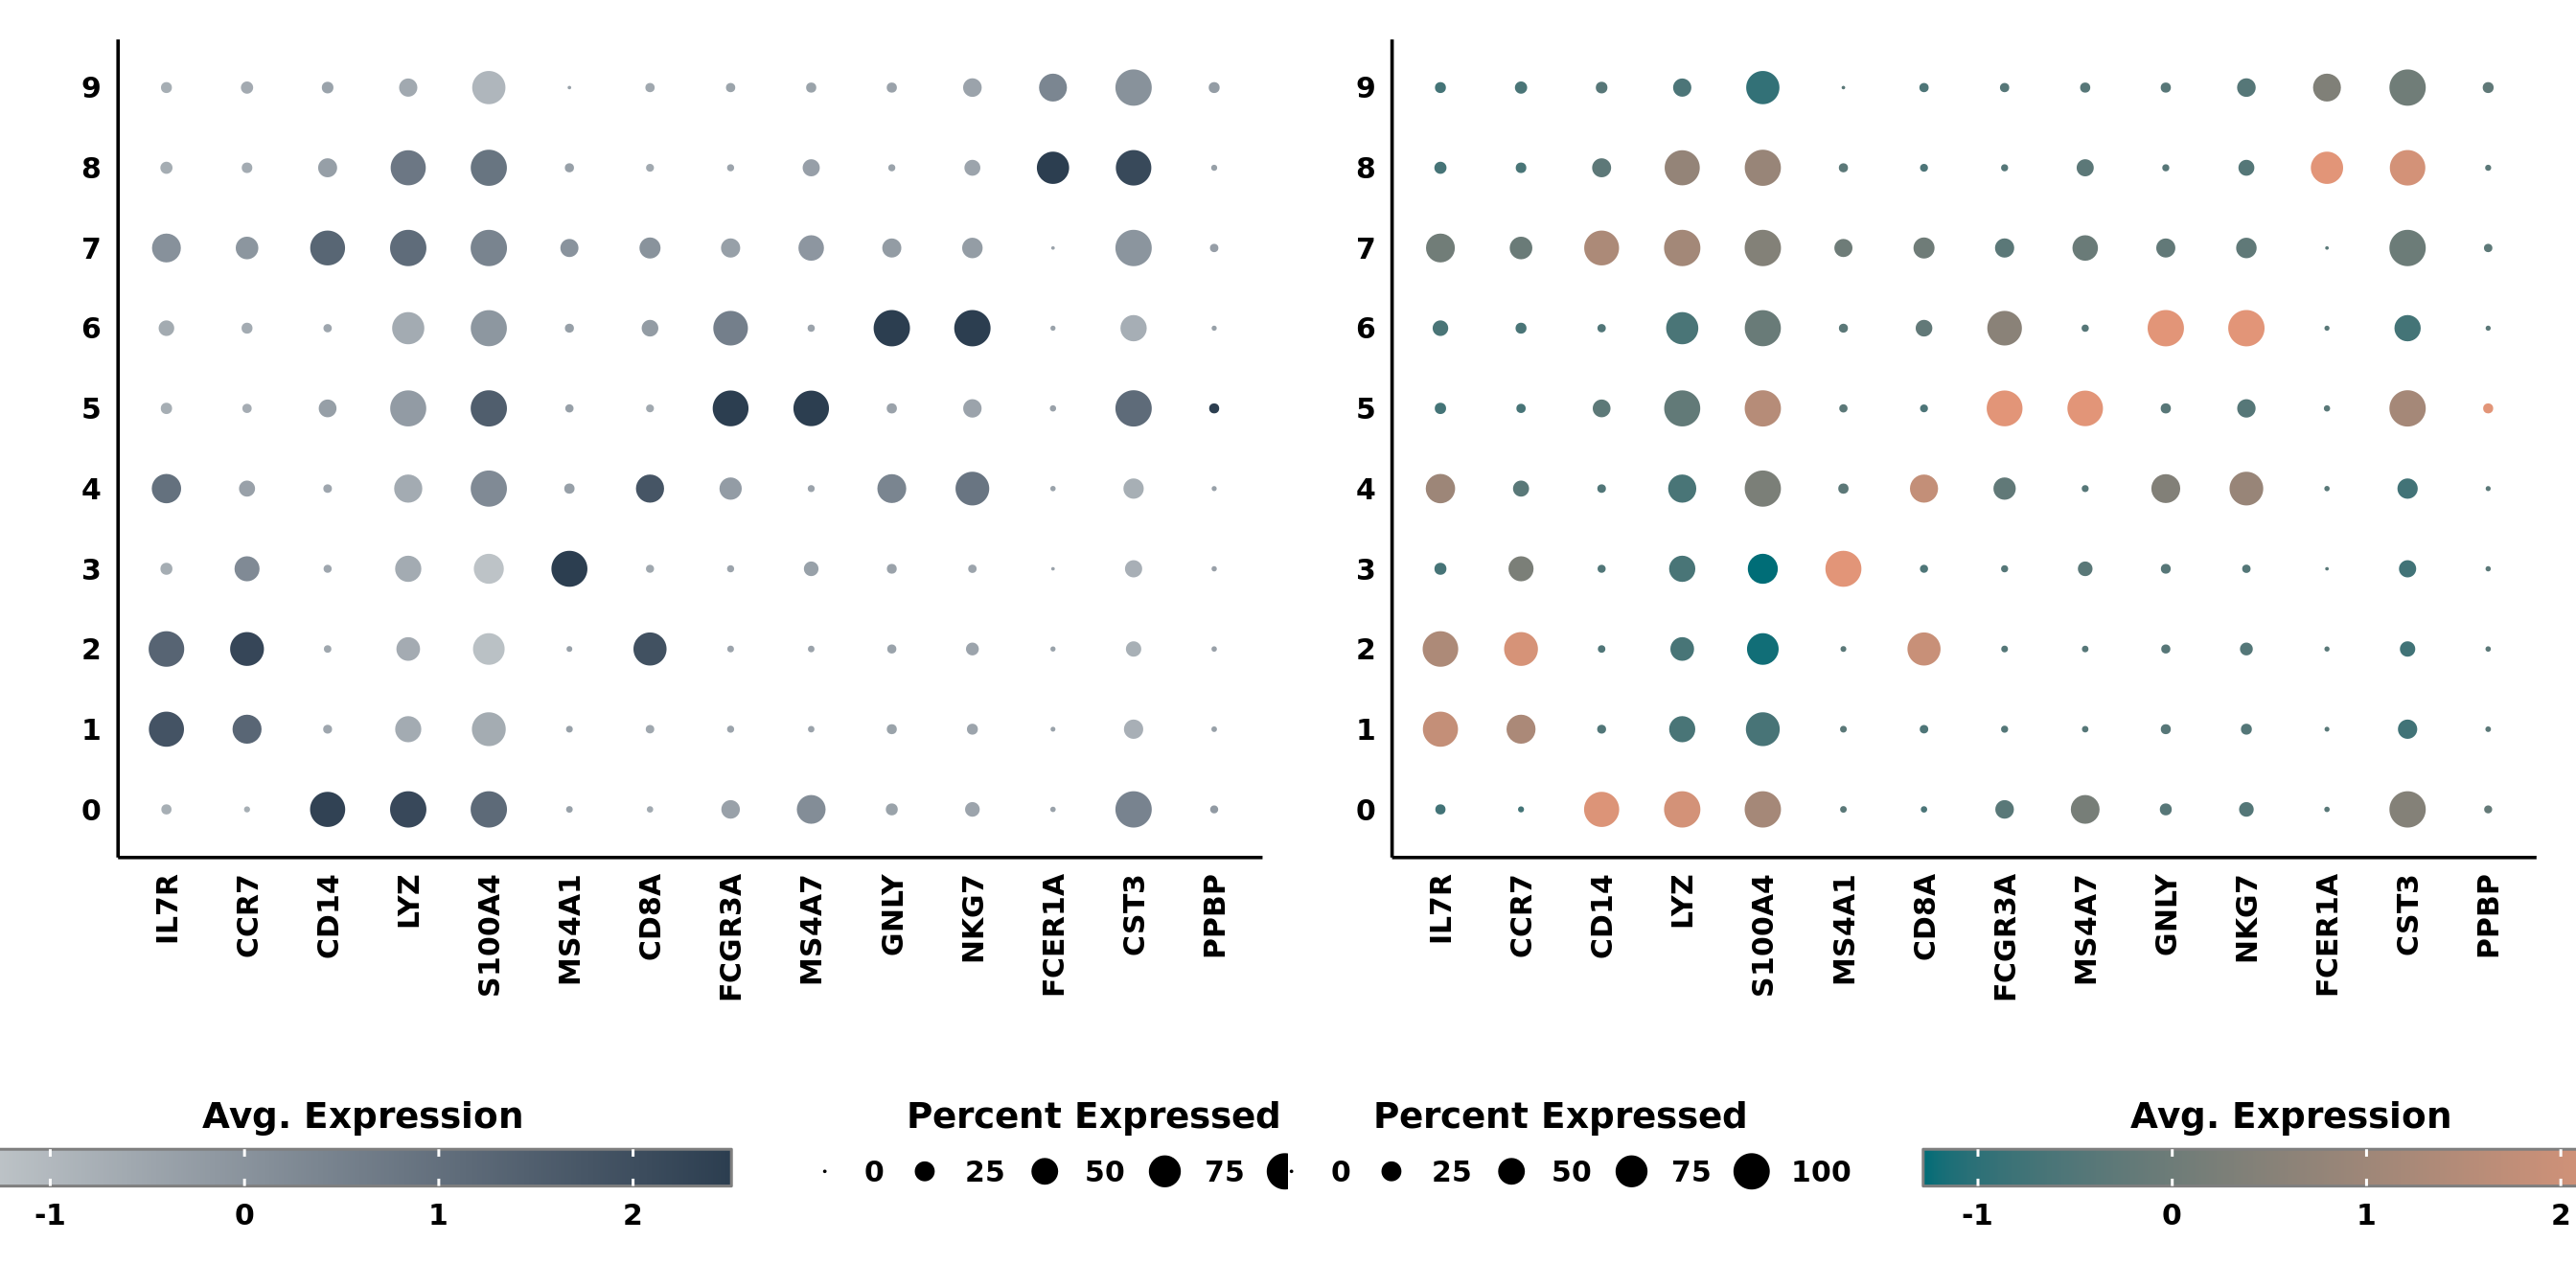 9
8
7
6
5
4
3
2
1
0
IL7R
CCR7
CD14
LYZ
S100A4
MS4A1
CD8A
FCGR3A
MS4A7
GNLY
NKG7
FCER1A
CST3
PPBP
9
8
7
6
5
4
3
2
1
0
IL7R
CCR7
CD14
LYZ
S100A4
MS4A1
CD8A
FCGR3A
MS4A7
GNLY
NKG7
FCER1A
CST3
PPBP
Avg. Expression
-1 0 1 2
Percent Expressed
0 25 50 75
Percent Expressed
0 25 50 75 100
Avg. Expression
-1 0 1 2